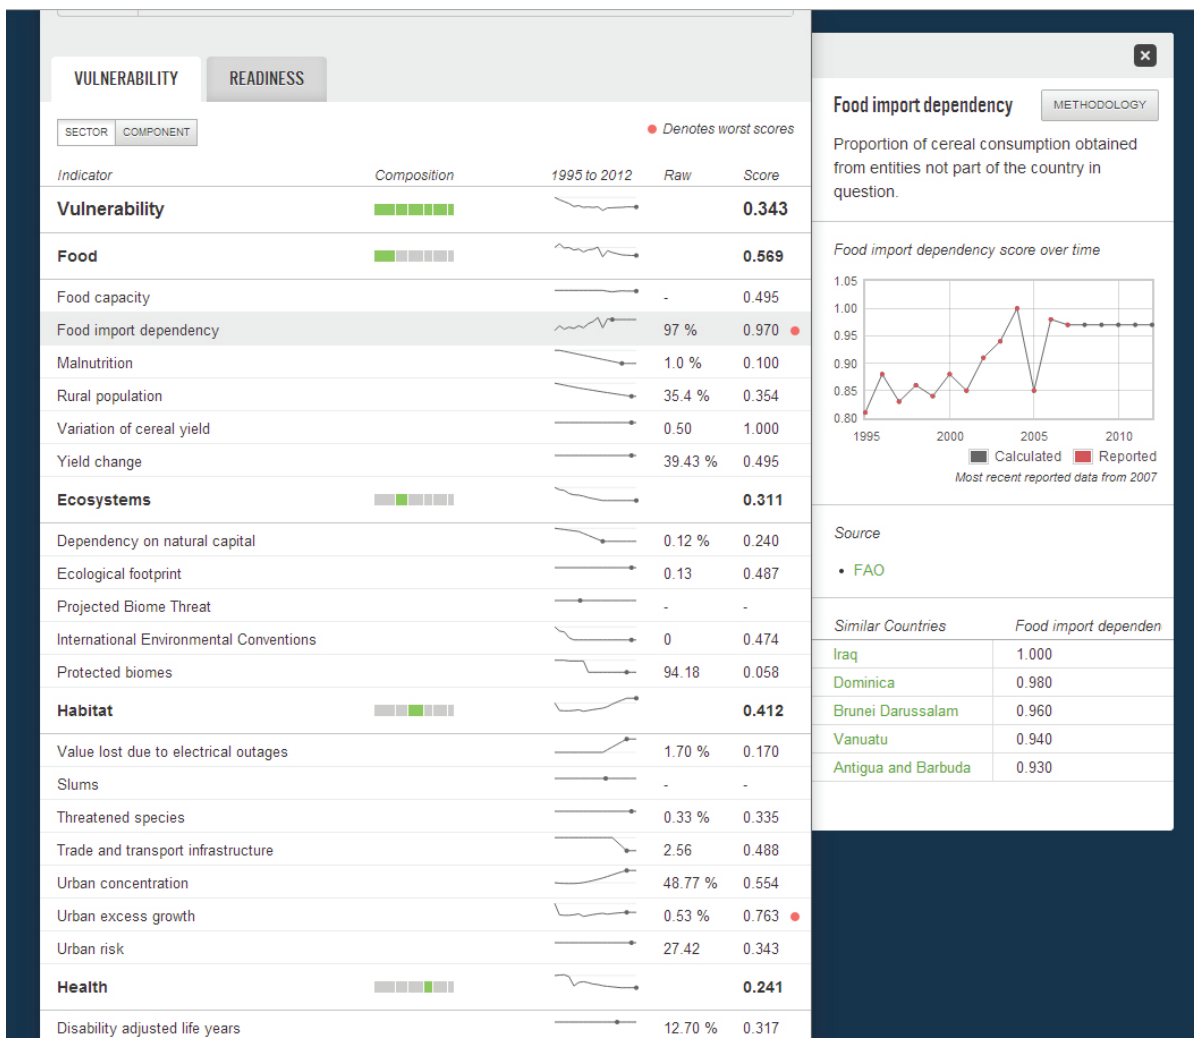 VULNERABILITY READINESS
SECTOR COMPONENT
Denotes worst scores
Indicator Composition 1995 to 2012 Raw Score
Vulnerability 0.343
Food 0.569
Food capacity - 0.495
Food import dependency 97 % 0.970
Malnutrition 1.0 % 0.100
Rural population 35.4 % 0.354
Variation of cereal yield 0.50 1.000
Yield change 39.43 % 0.495
Ecosystems 0.311
Dependency on natural capital 0.12 % 0.240
Ecological footprint 0.13 0.487
Projected Biome Threat - -
International Environmental Conventions 0 0.474
Protected biomes 94.18 0.058
Habitat 0.412
Value lost due to electrical outages 1.70 % 0.170
Slums - -
Threatened species 0.33 % 0.335
Trade and transport infrastructure 2.56 0.488
Urban concentration 48.77 % 0.554
Urban excess growth 0.53 % 0.763
Urban risk 27.42 0.343
Health 0.241
Disability adjusted life years 12.70 % 0.317
Food import dependency METHODOLOGY
Proportion of cereal consumption obtained
from entities not part of the country in
question.
Food import dependency score over time
1.05
1.00
0.95
0.90
0.85
0.80
1995 2000 2005 2010
Calculated Reported
Most recent reported data from 2007
Source
• FAO
Similar Countries Food import dependen
Iraq 1.000
Dominica 0.980
Brunei Darussalam 0.960
Vanuatu 0.940
Antigua and Barbuda 0.930